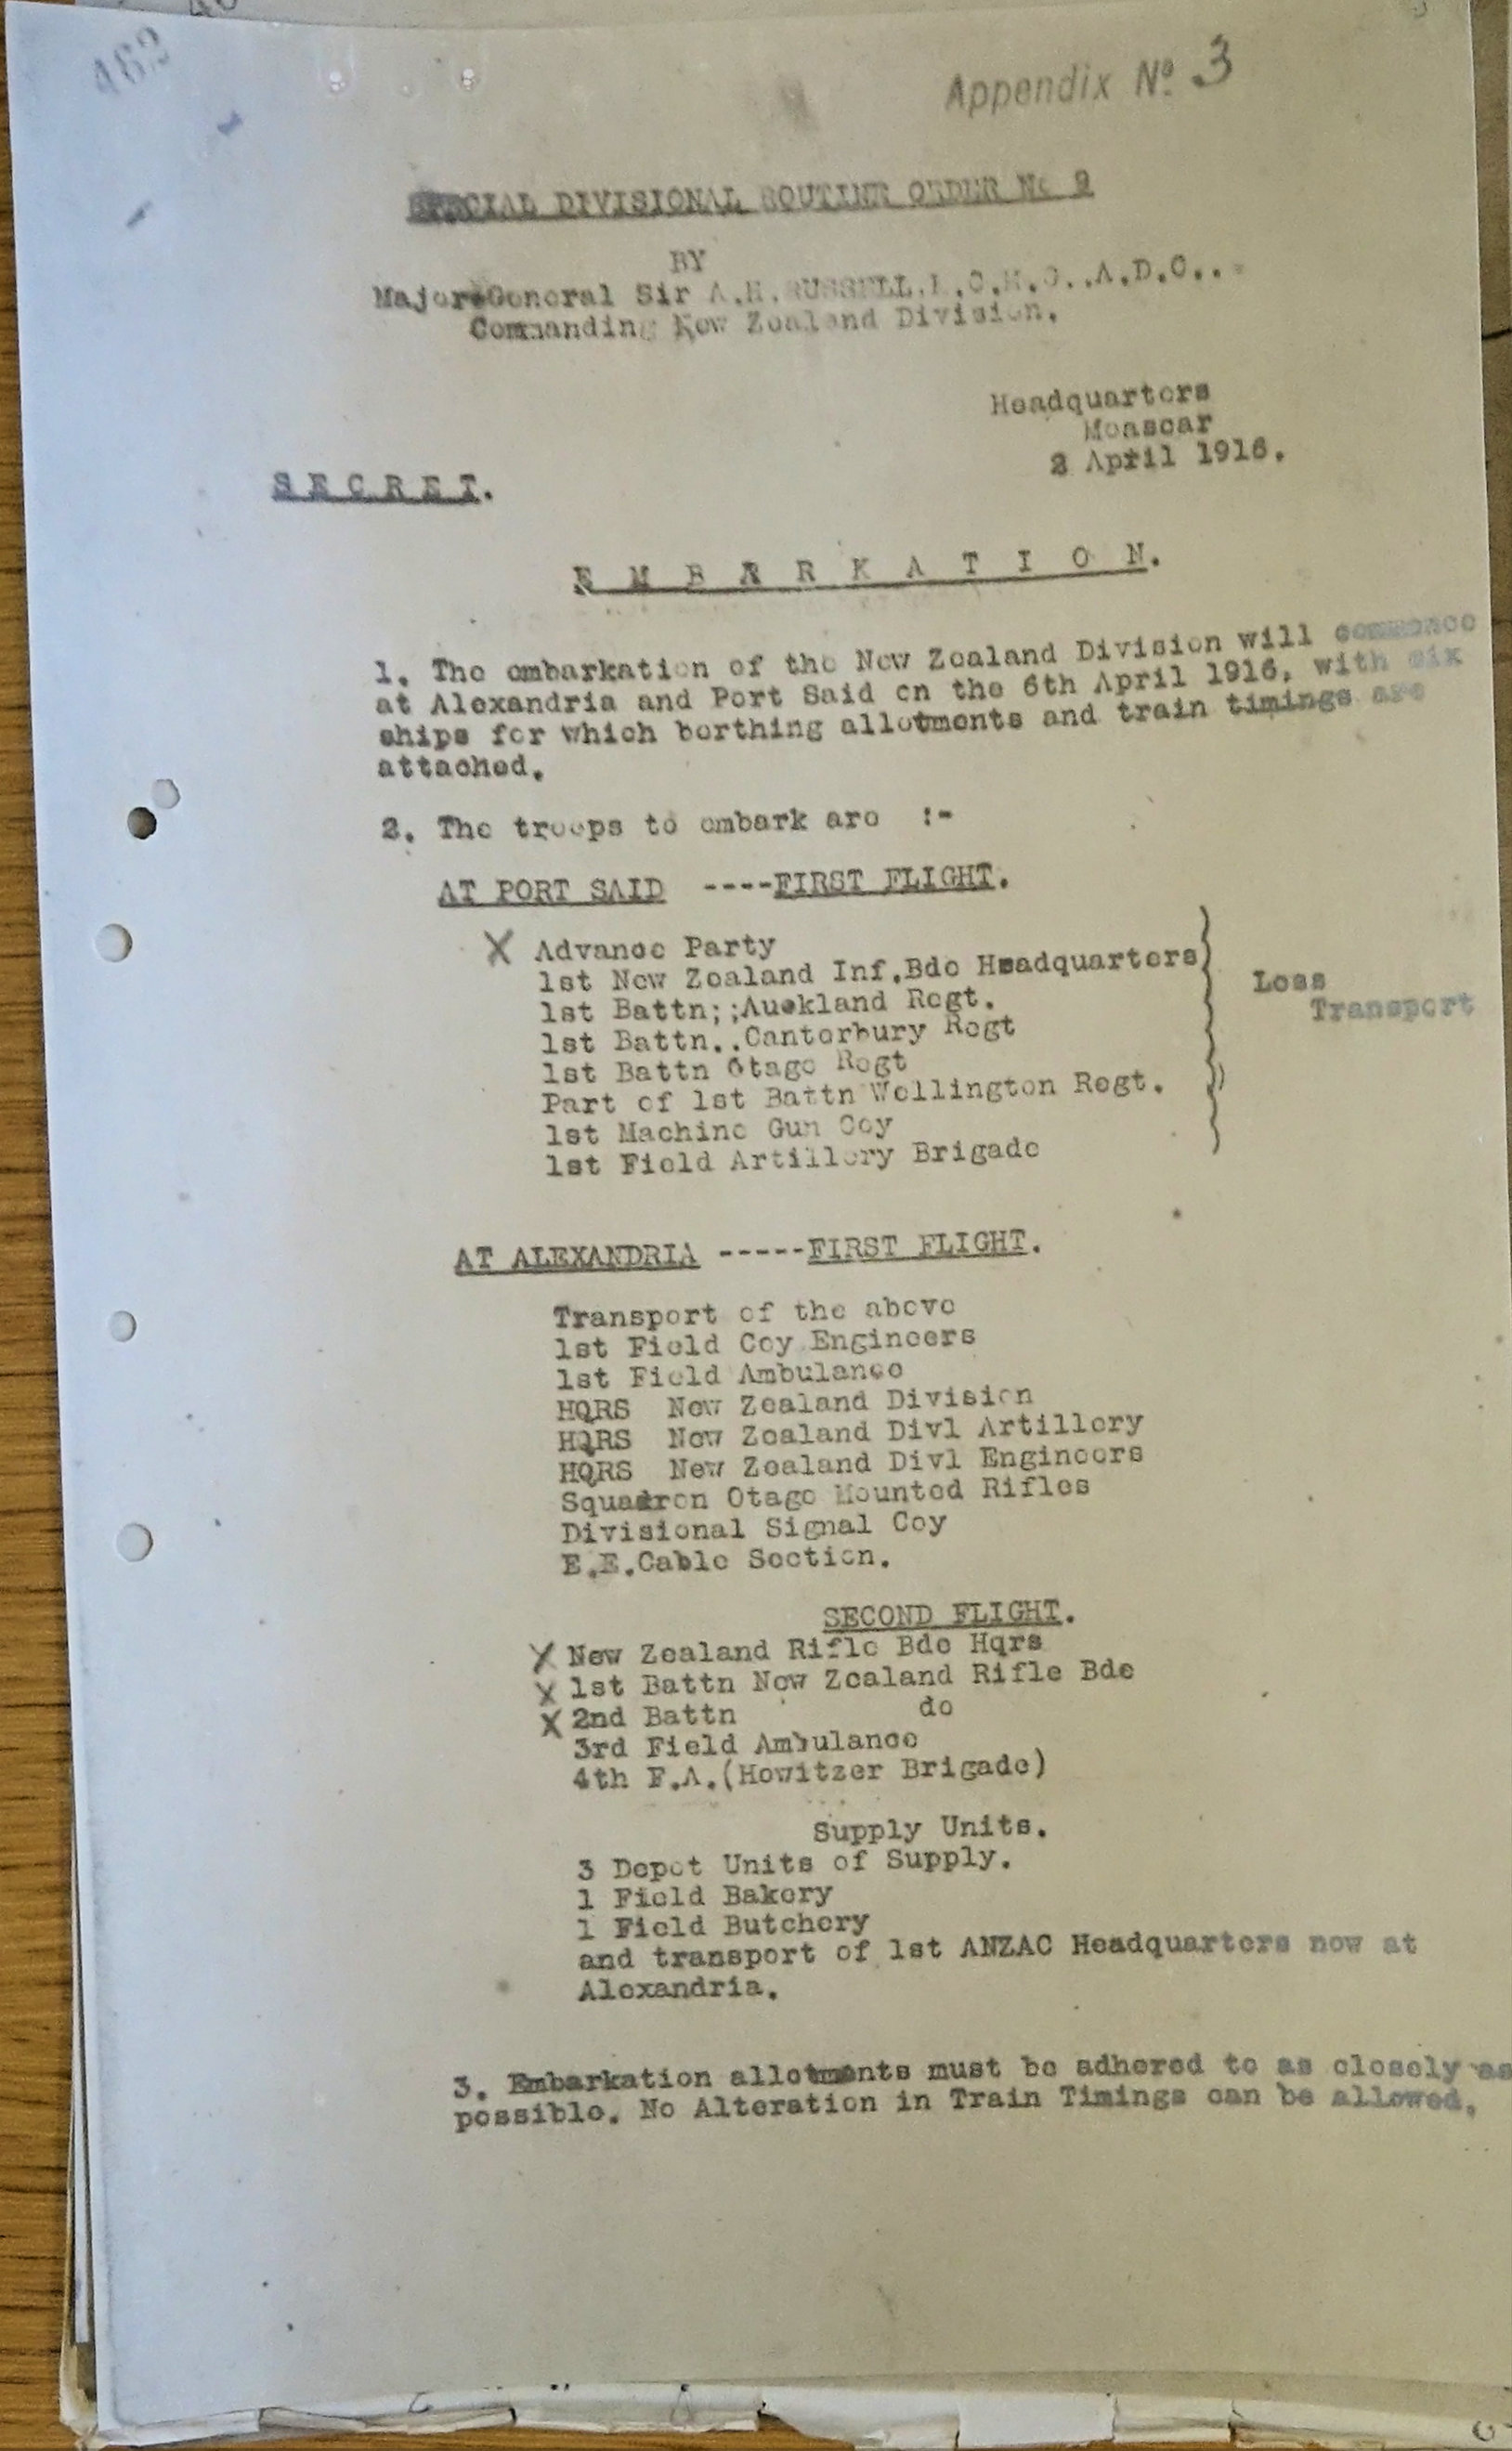 462
Appendix No. 3
SPECIAL DIVISIONAL ROUTINE ORDER No 9
BY
Major-General Sir A.H.RUSSELL.K.C.M.G.,A.D.C.,.-
Commanding New Zealand Division.
Headquarters
Moascar
2 April 1916.
SECRET.
EMBARKATION.
1. The embarkation of the New Zealand Division will commence
at Alexandria and Port Said on the 6th April 1916, with six
ships for which berthing allotments and train timings are
attached.
2. The troops to embark are :-
AT PORT SAID ----FIRST FLIGHT.
X Advance Party
1st New Zealand Inf.Bde Headquarters)
1st Battn;;Auckland Regt.
1st Battn..Canterbury Regt
1st Battn Otago Regt
Part of 1st Battn Wellington Regt.
1st Machine Gun Coy
1st Field Artillery Brigade
Less
Transport
AT ALEXANDRIA -----FIRST FLIGHT.
Transport of the above
1st Field Coy Engineers
1st Field Ambulance
HQRS New Zealand Division
HQRS New Zealand Divl Artillery
HQRS New Zealand Divl Engineers
Squadron Otago Mounted Rifles
Divisional Signal Coy
E.E.Cable Section.
SECOND FLIGHT.
X New Zealand Rifle Bde Hqrs
X 1st Battn New Zealand Rifle Bde
X 2nd Battn do
3rd Field Ambulance
4th F.A.(Howitzer Brigade)
Supply Units.
3 Depot Units of Supply.
1 Field Bakery
1 Field Butchery
and transport of 1st ANZAC Headquarters now at
Alexandria.
3. Embarkation allotments must be adhered to as closely as
possible. No Alteration in Train Timings can be allowed.